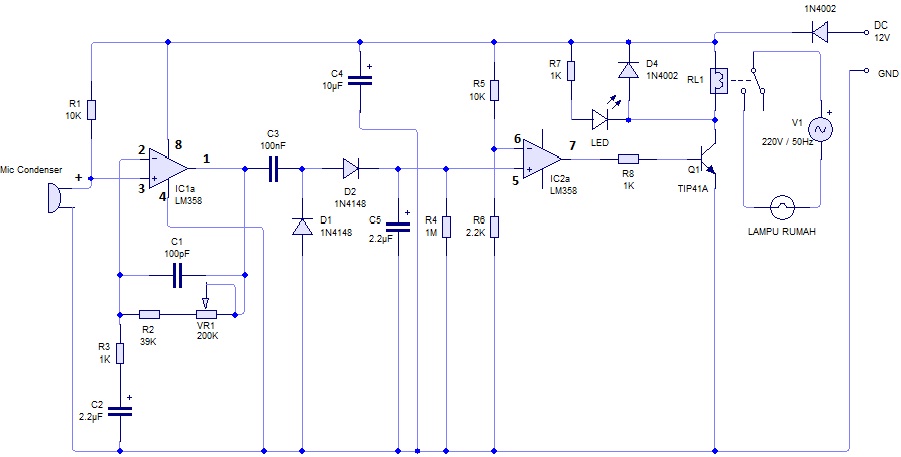 1N4002
DC
12V
GND
R1
10K
Mic Condenser
+
2
3
8
4
1
IC1a
LM358
C3
100nF
C4
10µF
+
D2
1N4148
D1
1N4148
C5
2.2µF
+
R4
1M
R5
10K
R6
2.2K
6
5
7
IC2a
LM358
R7
1K
LED
D4
1N4002
R8
1K
Q1
TIP41A
RL1
V1
220V / 50Hz
+
LAMPU RUMAH
C1
100pF
R2
39K
VR1
200K
R3
1K
C2
2.2µF
+